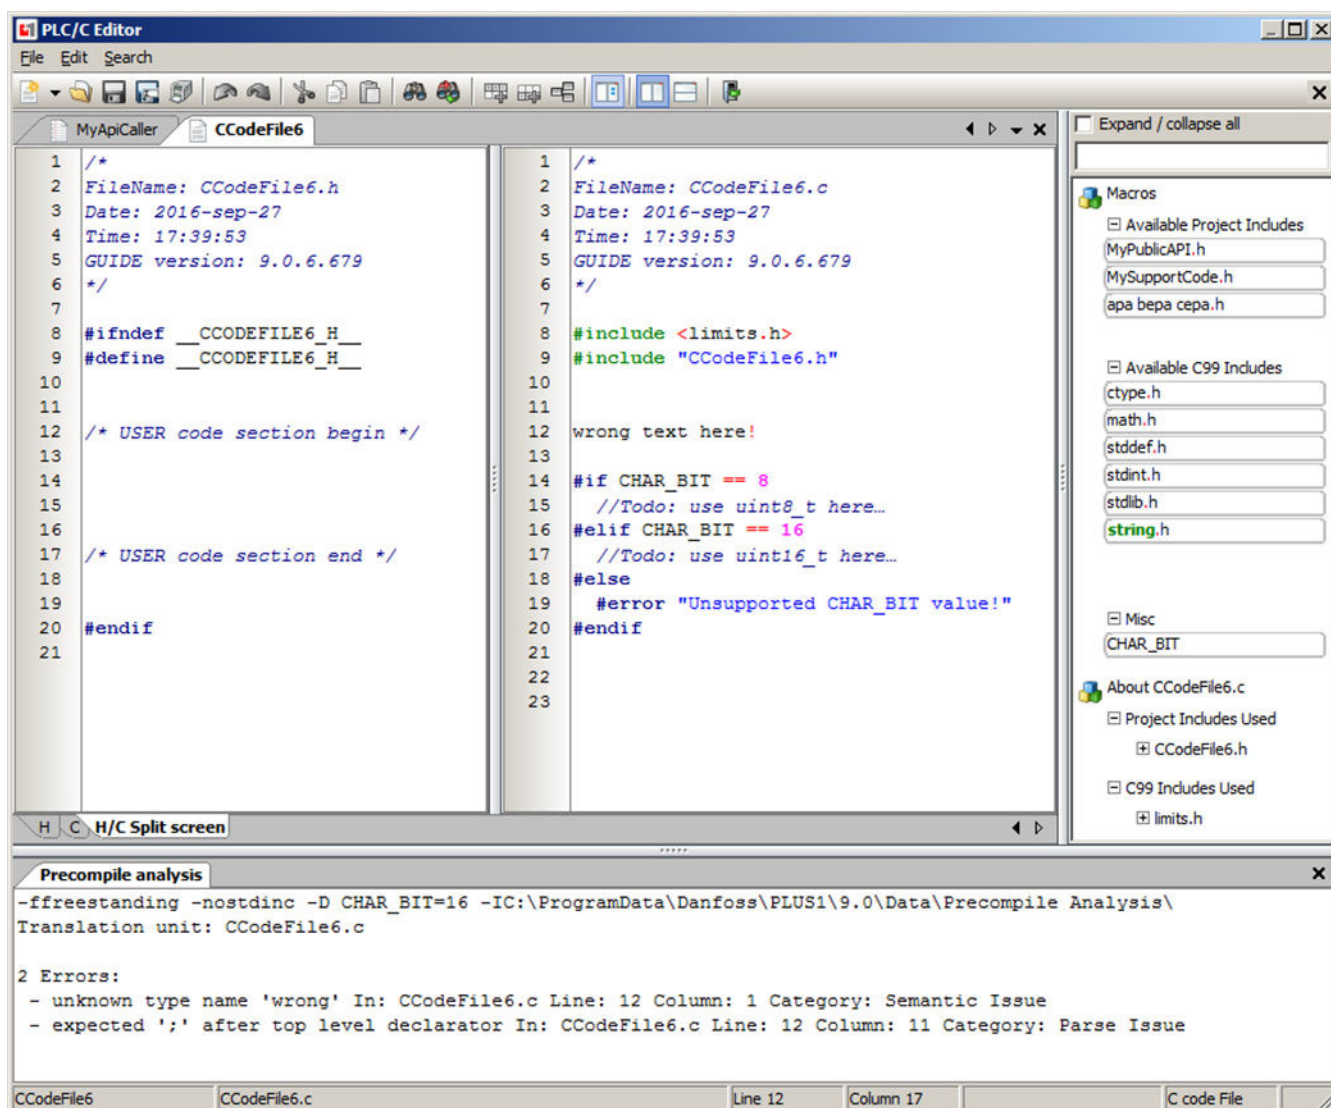 PLC/C Editor
File Edit Search
MyApiCaller CCodeFile6
1 /*
2 FileName: CCodeFile6.h
3 Date: 2016-sep-27
4 Time: 17:39:53
5 GUIDE version: 9.0.6.679
6 */
7
8 #ifndef __CCODEFILE6_H__
9 #define __CCODEFILE6_H__
10
11
12 /* USER code section begin */
13
14
15
16
17 /* USER code section end */
18
19
20 #endif
21
1 /*
2 FileName: CCodeFile6.c
3 Date: 2016-sep-27
4 Time: 17:39:53
5 GUIDE version: 9.0.6.679
6 */
7
8 #include <limits.h>
9 #include "CCodeFile6.h"
10
11
12 wrong text here!
13
14 #if CHAR_BIT == 8
15 //Todo: use uint8_t here…
16 #elif CHAR_BIT == 16
17 //Todo: use uint16_t here…
18 #else
19 #error "Unsupported CHAR_BIT value!"
20 #endif
21
22
23
H C H/C Split screen
Expand / collapse all
Macros
Available Project Includes
MyPublicAPI.h
MySupportCode.h
apa bepa cepa.h
Available C99 Includes
ctype.h
math.h
stddef.h
stdint.h
stdlib.h
string.h
Misc
CHAR_BIT
About CCodeFile6.c
Project Includes Used
CCodeFile6.h
C99 Includes Used
limits.h
Precompile analysis
-ffreestanding -nostdinc -D CHAR_BIT=16 -IC:\ProgramData\Danfoss\PLUS1\9.0\Data\Precompile Analysis\
Translation unit: CCodeFile6.c
2 Errors:
- unknown type name 'wrong' In: CCodeFile6.c Line: 12 Column: 1 Category: Semantic Issue
- expected ';' after top level declarator In: CCodeFile6.c Line: 12 Column: 11 Category: Parse Issue
CCodeFile6 CCodeFile6.c Line 12 Column 17 C code File